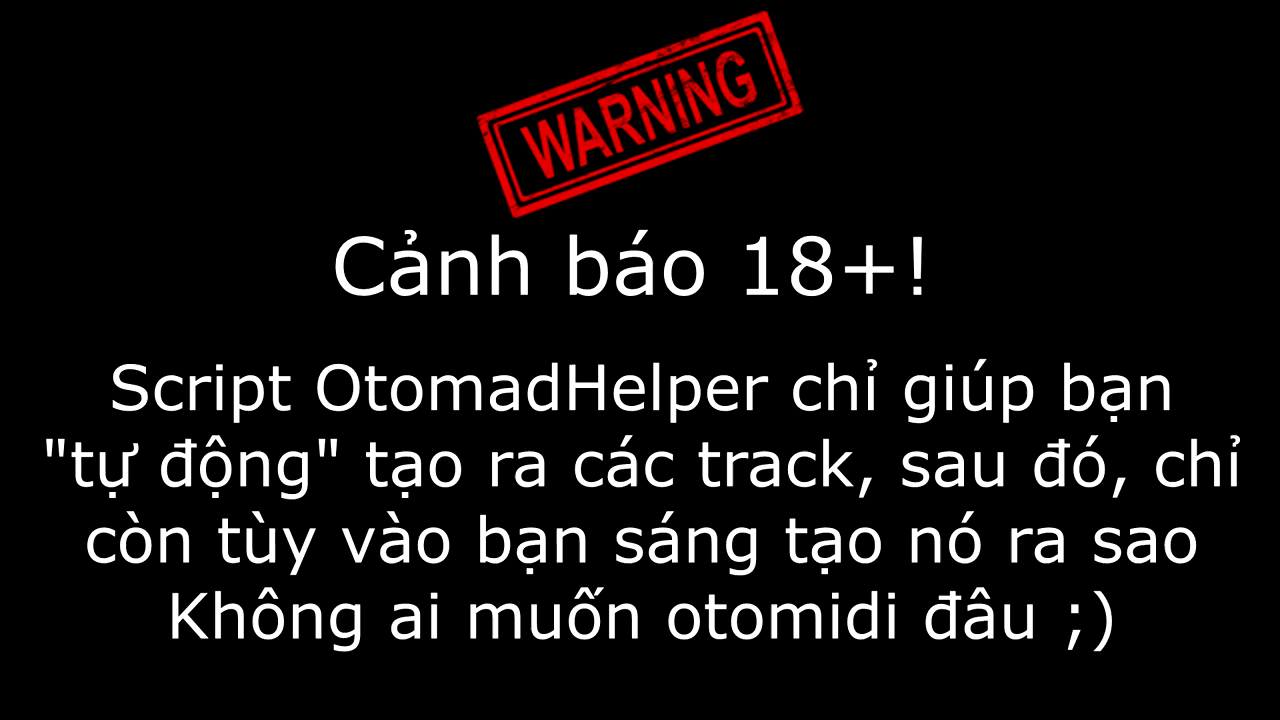 WARNING
Cảnh báo 18+!
Script OtomadHelper chỉ giúp bạn
"tự động" tạo ra các track, sau đó, chỉ
còn tùy vào bạn sáng tạo nó ra sao
Không ai muốn otomidi đâu ;)